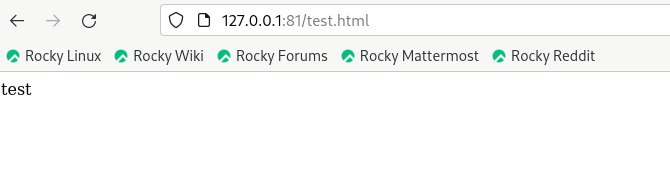 127.0.0.1:81/test.html
Rocky Linux Rocky Wiki Rocky Forums Rocky Mattermost Rocky Reddit
test